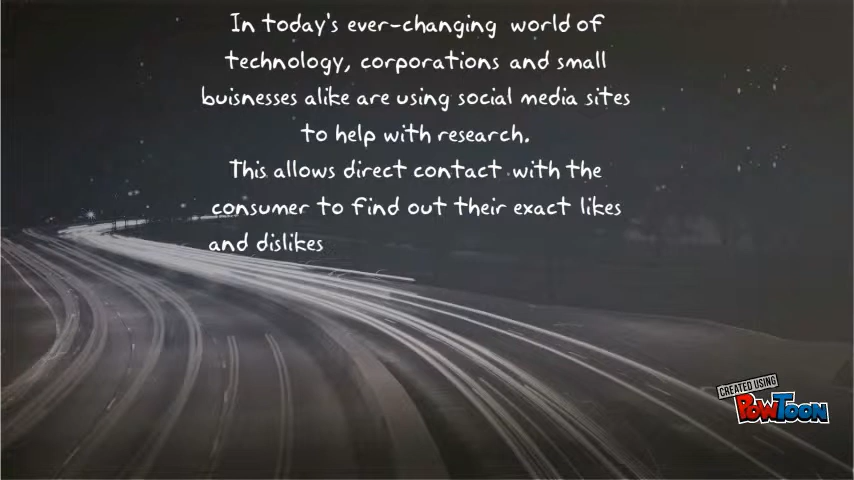 In today's ever-changing world of
technology, corporations and small
buisnesses alike are using social media sites
to help with research.
This allows direct contact with the
consumer to find out their exact likes
and dislikes
CREATED USING
POWTOON